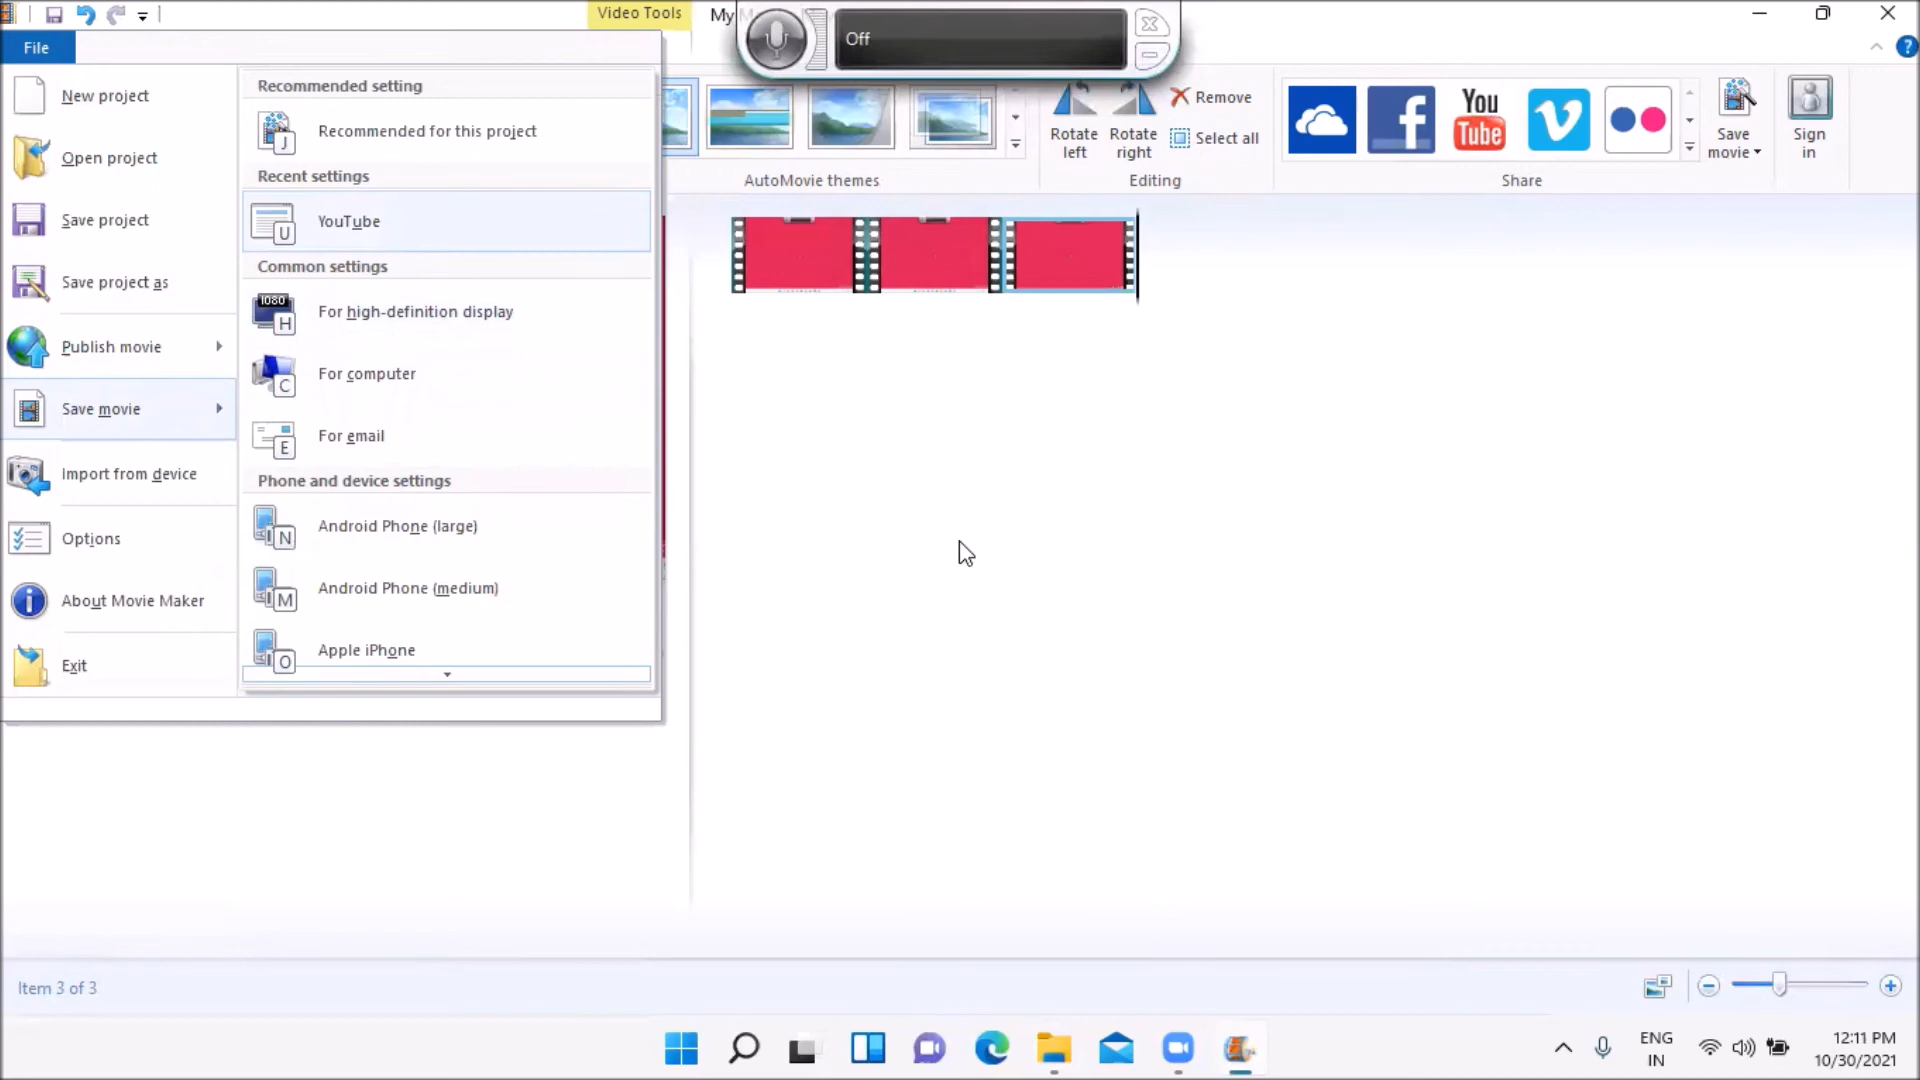 Video Tools
My
Off
File
New project
Open project
Save project
Save project as
Publish movie
Save movie
Import from device
Options
About Movie Maker
Exit
Recommended setting
J
Recommended for this project
Recent settings
U
YouTube
Common settings
1080
H
For high-definition display
C
For computer
E
For email
Phone and device settings
N
Android Phone (large)
M
Android Phone (medium)
O
Apple iPhone
AutoMovie themes
Rotate left
Rotate right
Remove
Select all
Editing
f
You Tube
v
Share
Save movie
Sign in
?
Item 3 of 3
ENG
IN
12:11 PM
10/30/2021